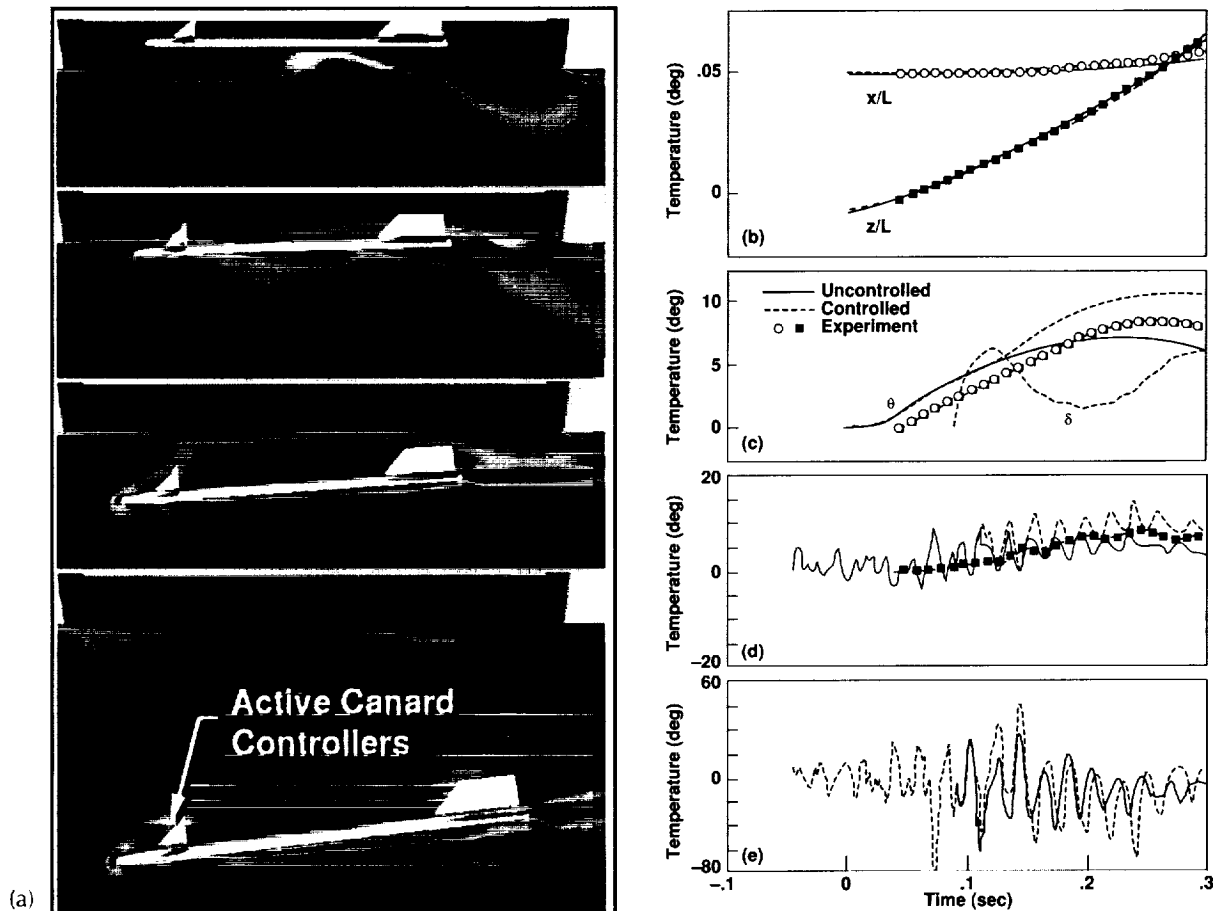 Active Canard
Controllers
(a)
Temperature (deg)
.05
0
x/L
z/L
(b)
Temperature (deg)
10
5
0
Uncontrolled
Controlled
Experiment
θ
δ
(c)
Temperature (deg)
20
0
–20
(d)
Temperature (deg)
60
0
–80
(e)
–.1
0
.1
.2
.3
Time (sec)